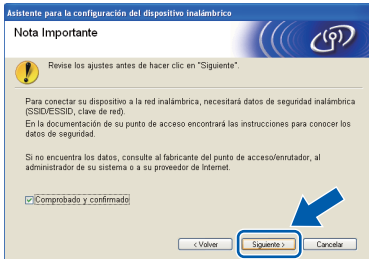 Asistente para la configuración del dispositivo inalámbrico
Nota Importante
Revise los ajustes antes de hacer clic en "Siguiente".
Para conectar su dispositivo a la red inalámbrica, necesitará datos de seguridad inalámbrica
(SSID/ESSID, clave de red).
En la documentación de su punto de acceso encontrará las instrucciones para conocer los
datos de seguridad.
Si no encuentra los datos, consulte al fabricante del punto de acceso/enrutador, al
administrador de su sistema o a su proveedor de Internet.
Comprobado y confirmado
< Volver
Siguiente >
Cancelar